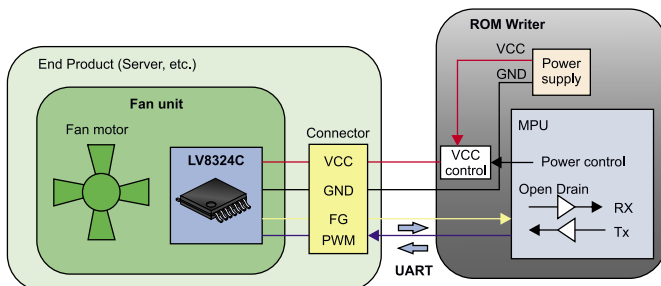 ROM Writer
VCC
GND
Power
supply
End Product (Server, etc.)
Fan unit
Fan motor
LV8324C
Connector
VCC
GND
FG
PWM
VCC
control
MPU
Power control
Open Drain
RX
Tx
UART